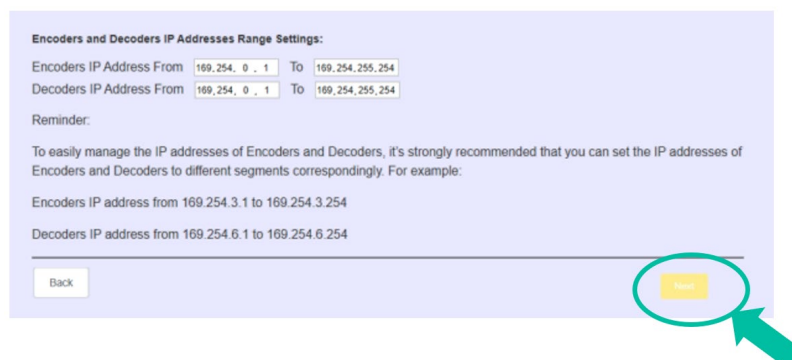 Encoders and Decoders IP Addresses Range Settings:
Encoders IP Address From 169.254. 0 . 1 To 169.254.255.254
Decoders IP Address From 169.254. 0 . 1 To 169.254.255.254
Reminder:
To easily manage the IP addresses of Encoders and Decoders, it's strongly recommended that you can set the IP addresses of
Encoders and Decoders to different segments correspondingly. For example:
Encoders IP address from 169.254.3.1 to 169.254.3.254
Decoders IP address from 169.254.6.1 to 169.254.6.254
Back Next